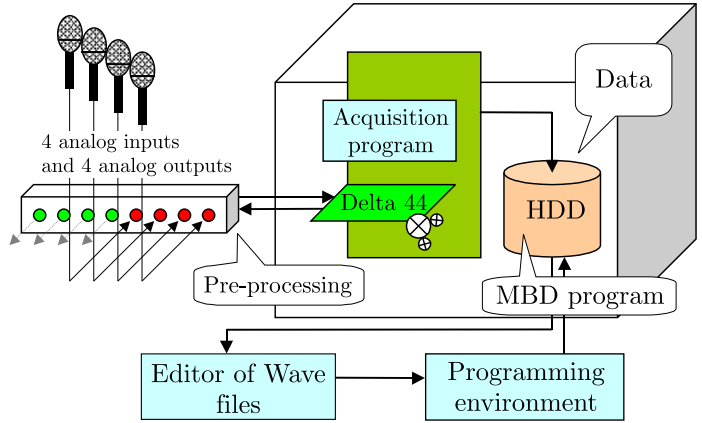 4 analog inputs
and 4 analog outputs
Acquisition
program
Data
Delta 44
HDD
Pre-processing
MBD program
Editor of Wave
files
Programming
environment